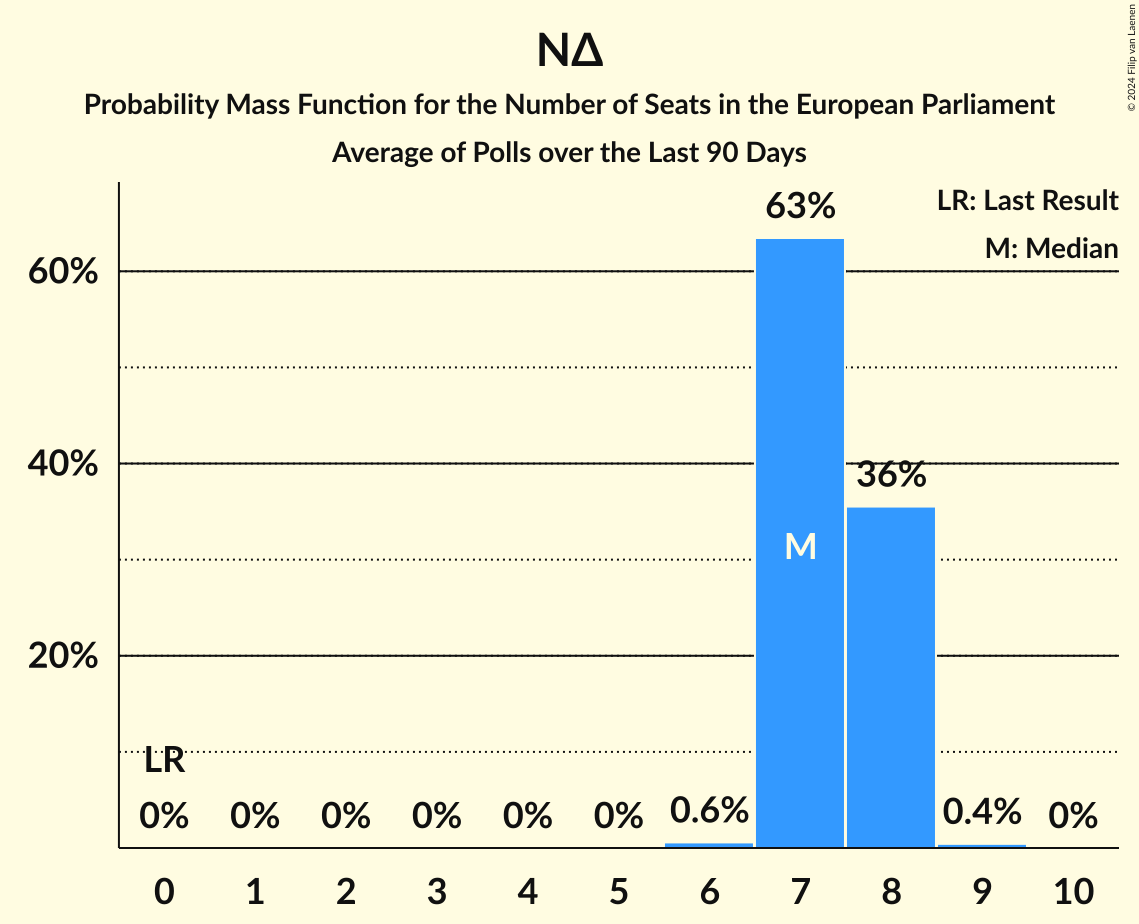 NΔ
Probability Mass Function for the Number of Seats in the European Parliament
Average of Polls over the Last 90 Days
© 2024 Filip van Laenen
LR: Last Result
M: Median
63%
60%
40%
36%
M
20%
LR
0% 0% 0% 0% 0% 0% 0.6% 0.4% 0%
0 1 2 3 4 5 6 7 8 9 10